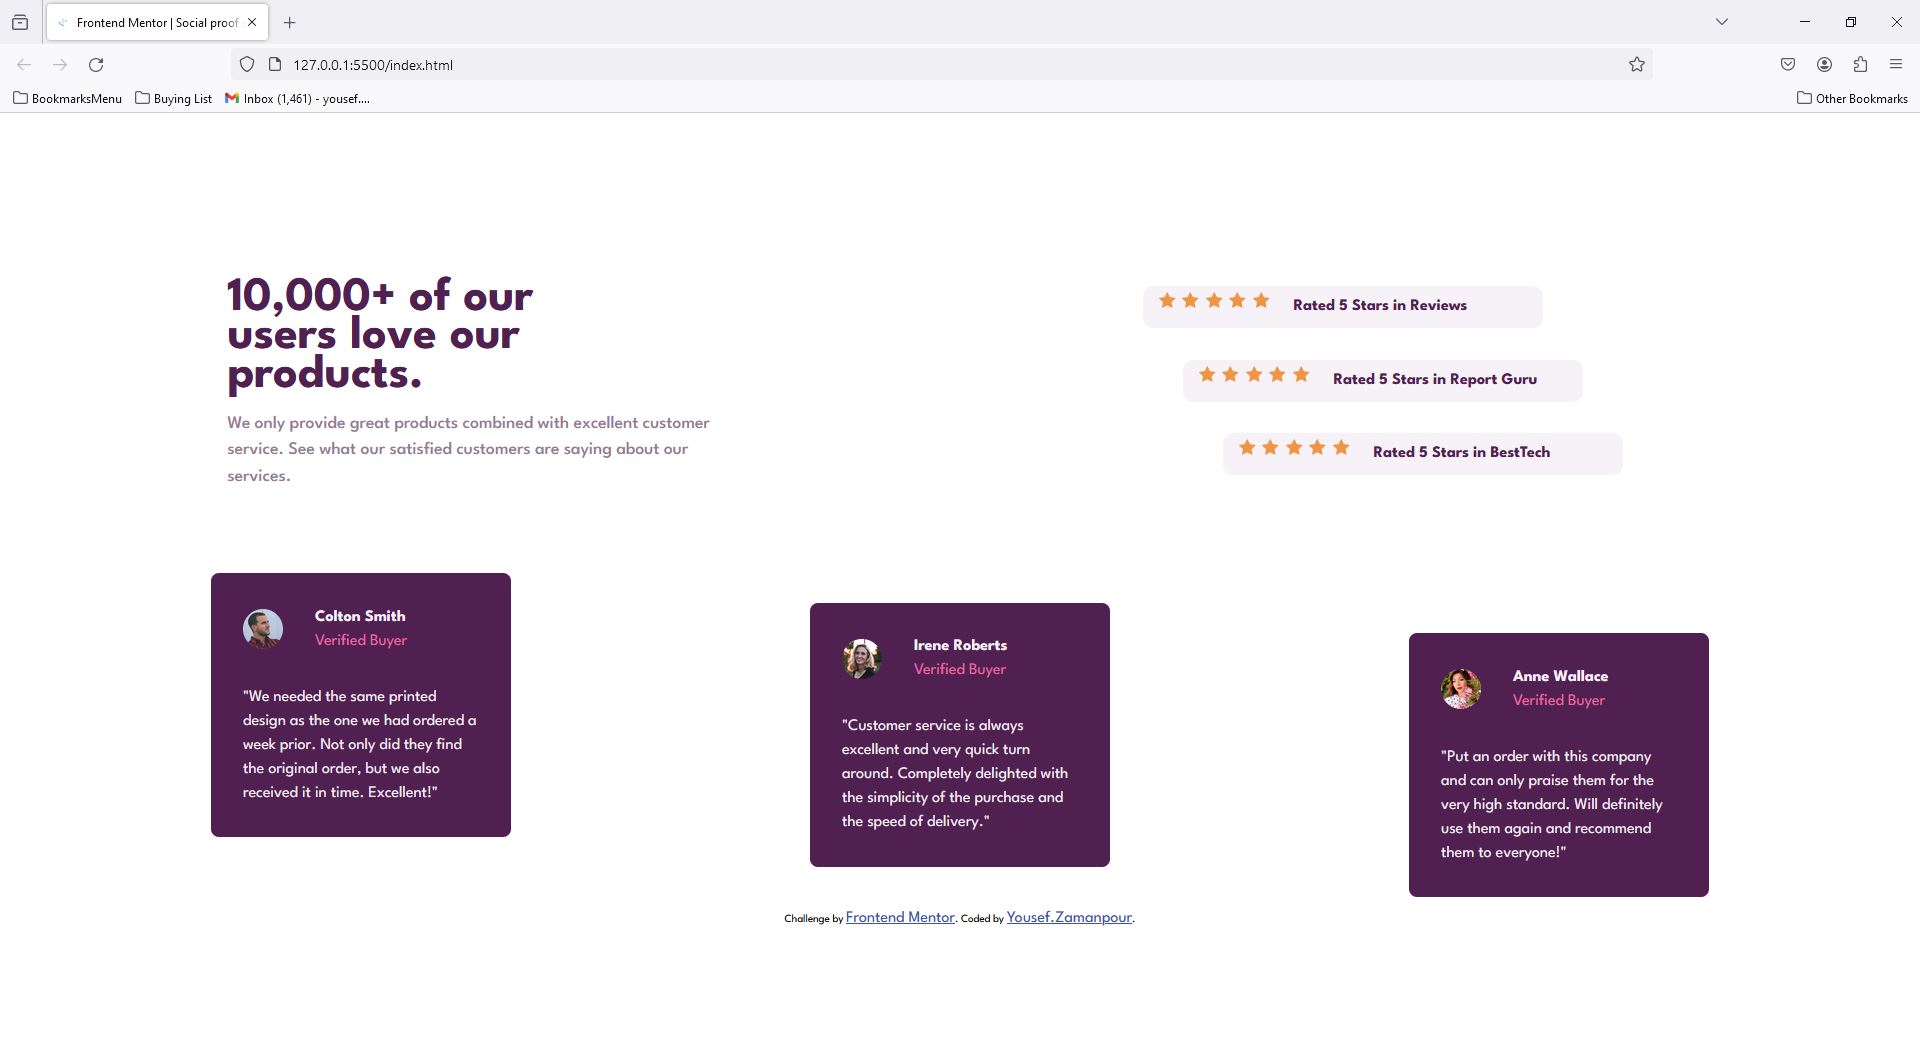 Frontend Mentor | Social proof
127.0.0.1:5500/index.html
BookmarksMenu
Buying List
Inbox (1,461) - yousef....
Other Bookmarks
10,000+ of our
users love our
products.
We only provide great products combined with excellent customer
service. See what our satisfied customers are saying about our
services.
Rated 5 Stars in Reviews
Rated 5 Stars in Report Guru
Rated 5 Stars in BestTech
Colton Smith
Verified Buyer
"We needed the same printed
design as the one we had ordered a
week prior. Not only did they find
the original order, but we also
received it in time. Excellent!"
Irene Roberts
Verified Buyer
"Customer service is always
excellent and very quick turn
around. Completely delighted with
the simplicity of the purchase and
the speed of delivery."
Anne Wallace
Verified Buyer
"Put an order with this company
and can only praise them for the
very high standard. Will definitely
use them again and recommend
them to everyone!"
Challenge by Frontend Mentor. Coded by Yousef.Zamanpour.